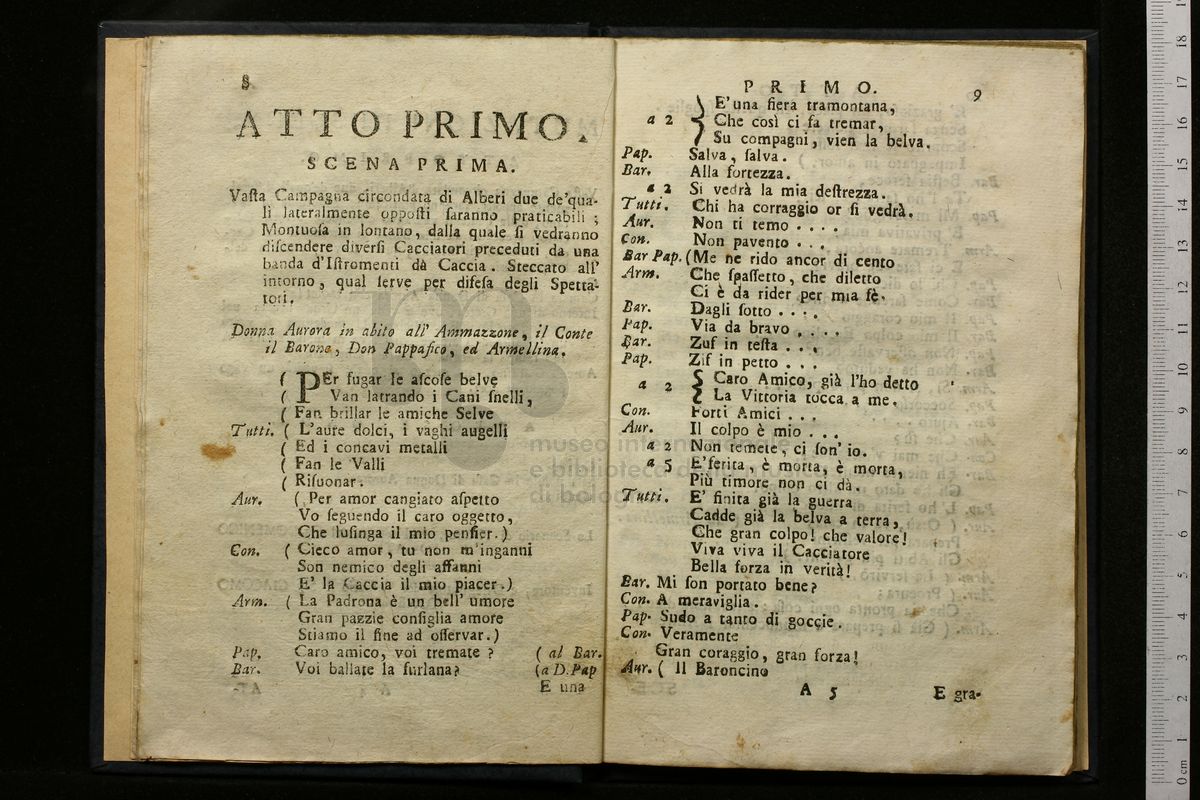 8
ATTO PRIMO.
SCENA PRIMA.
Vaſta Campagna circondata di Alberi due de'qua-
li lateralmente oppoſti ſaranno praticabili ;
Montuoſa in lontano, dalla quale ſi vedranno
diſcendere diverſi Cacciatori preceduti da una
banda d'Iſtromenti da Caccia. Steccato all'
intorno, qual ſerve per difeſa degli Spetta-
tori.
Donna Aurora in abito all' Ammazzone, il Conte
il Barone, Don Pappafico, ed Armellina.
( PEr fugar le aſcoſe belve
( Van latrando i Cani ſnelli,
( Fan brillar le amiche Selve
Tutti. ( L'aure dolci, i vaghi augelli
( Ed i concavi metalli
( Fan le Valli
( Riſuonar.
Aur. ( Per amor cangiato aſpetto
Vo ſeguendo il caro oggetto,
Che luſinga il mio penſier.)
Con. ( Cieco amor, tu non m'inganni
Son nemico degli affanni
E' la Caccia il mio piacer.)
Arm. ( La Padrona è un bell' umore
Gran pazzie conſiglia amore
Stiamo il fine ad oſſervar.)
Pap. Caro amico, voi tremate ? ( al Bar.
Bar. Voi ballate la furlana? (a D.Pap
E una
PRIMO. 9
E'una fiera tramontana,
a 2 Che così ci fa tremar,
Su compagni, vien la belva.
Pap. Salva, ſalva.
Bar. Alla fortezza.
a 2 Si vedrà la mia deſtrezza.
Tutti. Chi ha corraggio or ſi vedrà.
Aur. Non ti temo . . . .
Con. Non pavento . . .
Bar Pap. (Me ne rido ancor di cento
Arm. Che ſpaſſetto, che diletto
Ci è da rider per mia fè.
Bar. Dagli ſotto . . . .
Pap. Via da bravo . . . .
Bar. Zuf in teſta . . .
Pap. Zif in petto . . .
a 2 Caro Amico, già l'ho detto
La Vittoria tocca a me.
Con. Forti Amici . . .
Aur. Il colpo è mio . . .
a 2 Non temete, ci ſon' io.
a 5 E'ferita, è morta, è morta,
Più timore non ci dà.
Tutti. E' finita già la guerra
Cadde già la belva a terra,
Che gran colpo! che valore!
Viva viva il Cacciatore
Bella forza in verità!
Bar. Mi ſon portato bene?
Con. A meraviglia.
Pap. Sudo a tanto di goccie.
Con. Veramente
Gran coraggio, gran forza!
Aur. ( Il Baroncino
A 5 E gra-
museo internazionale
e biblioteca della musica
di bologna